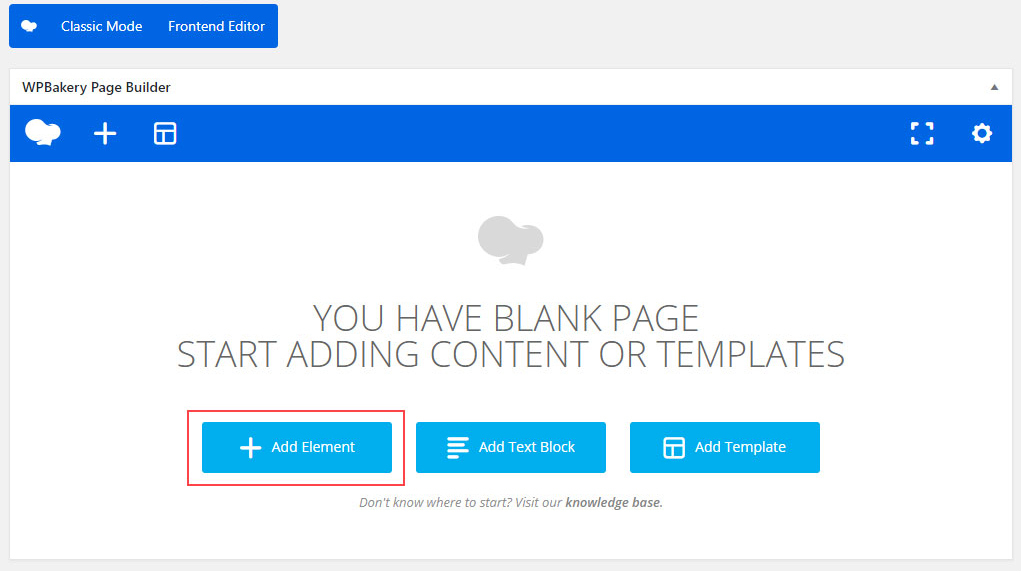 Classic Mode Frontend Editor
WPBakery Page Builder
YOU HAVE BLANK PAGE
START ADDING CONTENT OR TEMPLATES
Add Element Add Text Block Add Template
Don't know where to start? Visit our knowledge base.